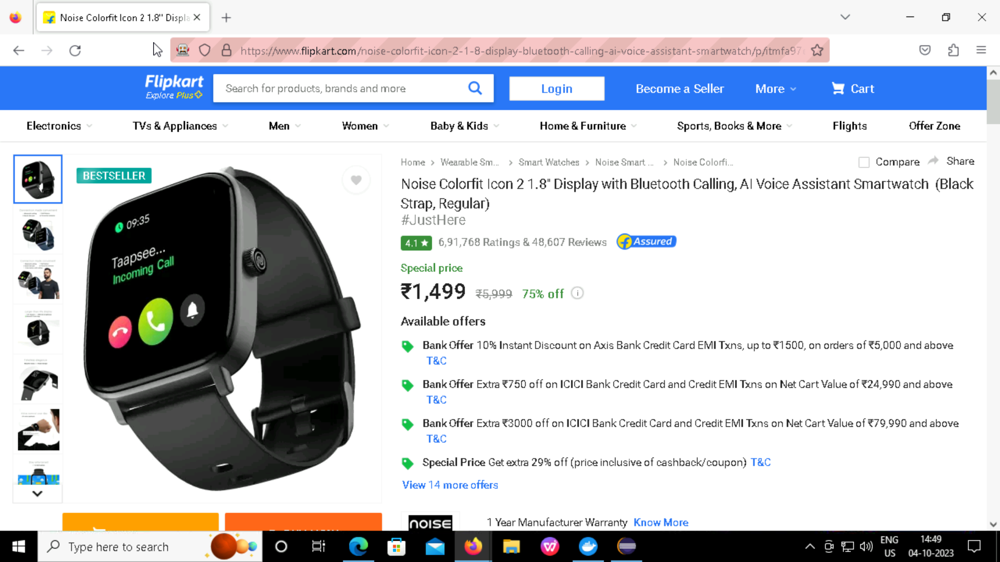 Noise Colorfit Icon 2 1.8" Displa
https://www.flipkart.com/noise-colorfit-icon-2-1-8-display-bluetooth-calling-ai-voice-assistant-smartwatch/p/itmfa97
Flipkart
Explore Plus
Search for products, brands and more
Login
Become a Seller
More
Cart
Electronics
TVs & Appliances
Men
Women
Baby & Kids
Home & Furniture
Sports, Books & More
Flights
Offer Zone
BESTSELLER
09:35
Taapsee...
Incoming Call
Home > Wearable Sm... > Smart Watches > Noise Smart ... > Noise Colorfi...
Compare
Share
Noise Colorfit Icon 2 1.8" Display with Bluetooth Calling, AI Voice Assistant Smartwatch (Black
Strap, Regular)
#JustHere
4.1★ 6,91,768 Ratings & 48,607 Reviews Assured
Special price
₹1,499 ₹5,999 75% off
Available offers
Bank Offer 10% Instant Discount on Axis Bank Credit Card EMI Txns, up to ₹1500, on orders of ₹5,000 and above
T&C
Bank Offer Extra ₹750 off on ICICI Bank Credit Card and Credit EMI Txns on Net Cart Value of ₹24,990 and above
T&C
Bank Offer Extra ₹3000 off on ICICI Bank Credit Card and Credit EMI Txns on Net Cart Value of ₹79,990 and above
T&C
Special Price Get extra 29% off (price inclusive of cashback/coupon) T&C
View 14 more offers
noise
1 Year Manufacturer Warranty Know More
Type here to search
ENG
US
14:49
04-10-2023